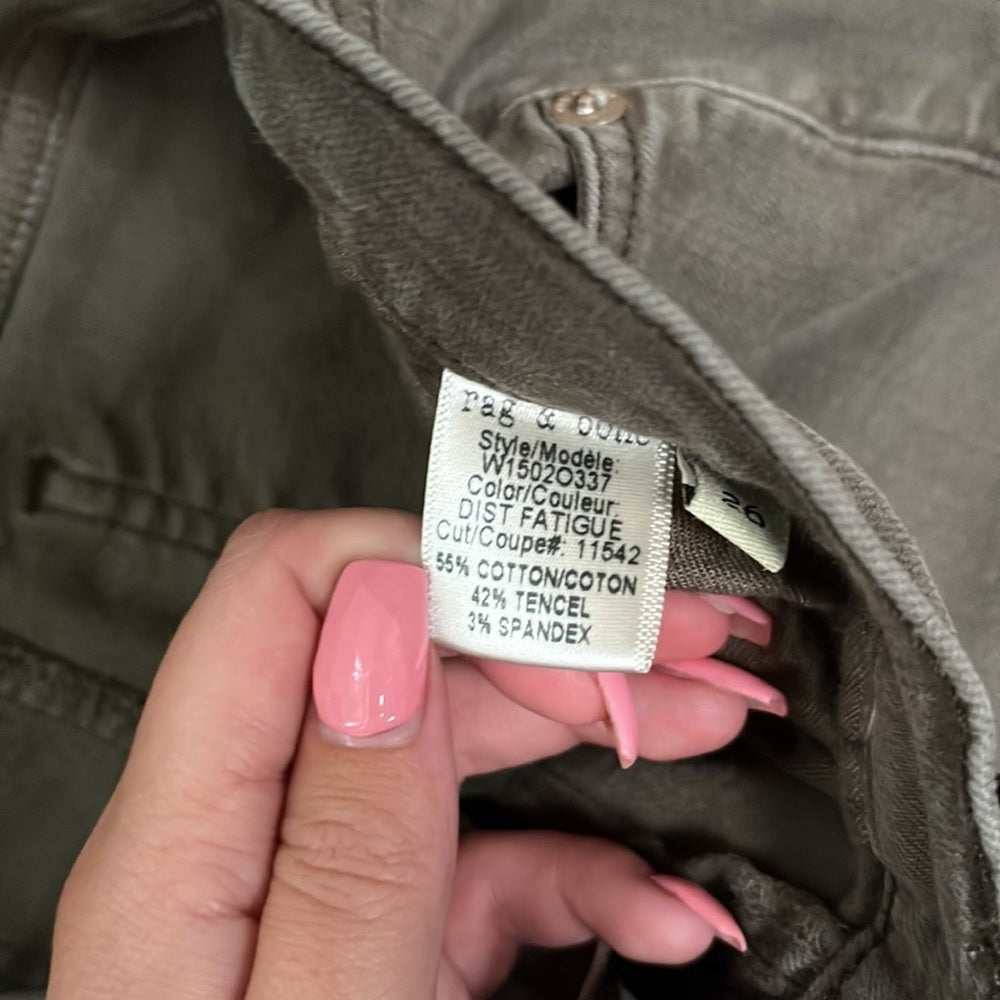 rag & bone
Style/Modèle:
W1502O337
Color/Couleur:
DIST FATIGUE
Cut/Coupe#: 11542
55% COTTON/COTON
42% TENCEL
3% SPANDEX
26